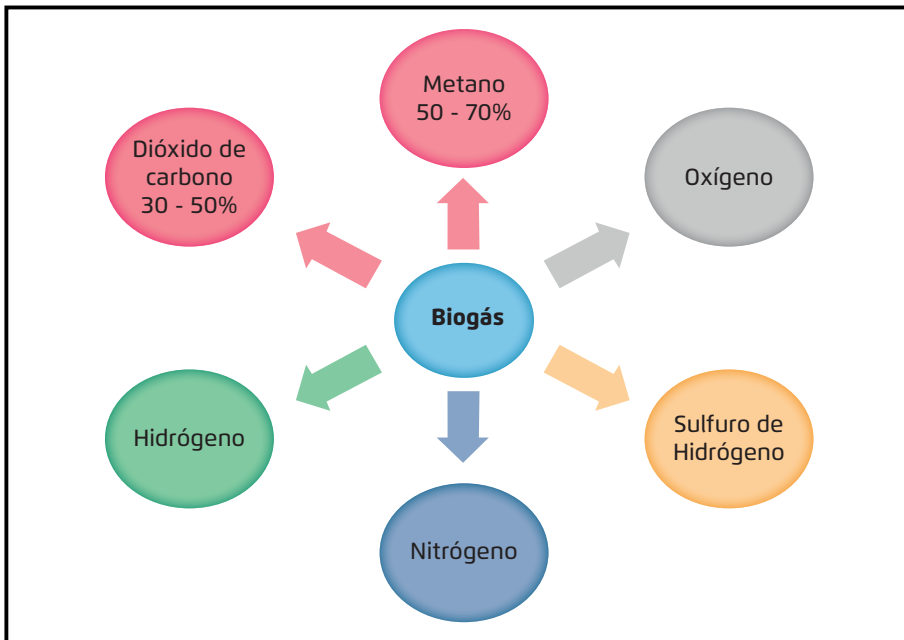 Metano
50 - 70%
Dióxido de
carbono
30 - 50%
Oxígeno
Biogás
Hidrógeno
Sulfuro de
Hidrógeno
Nitrógeno